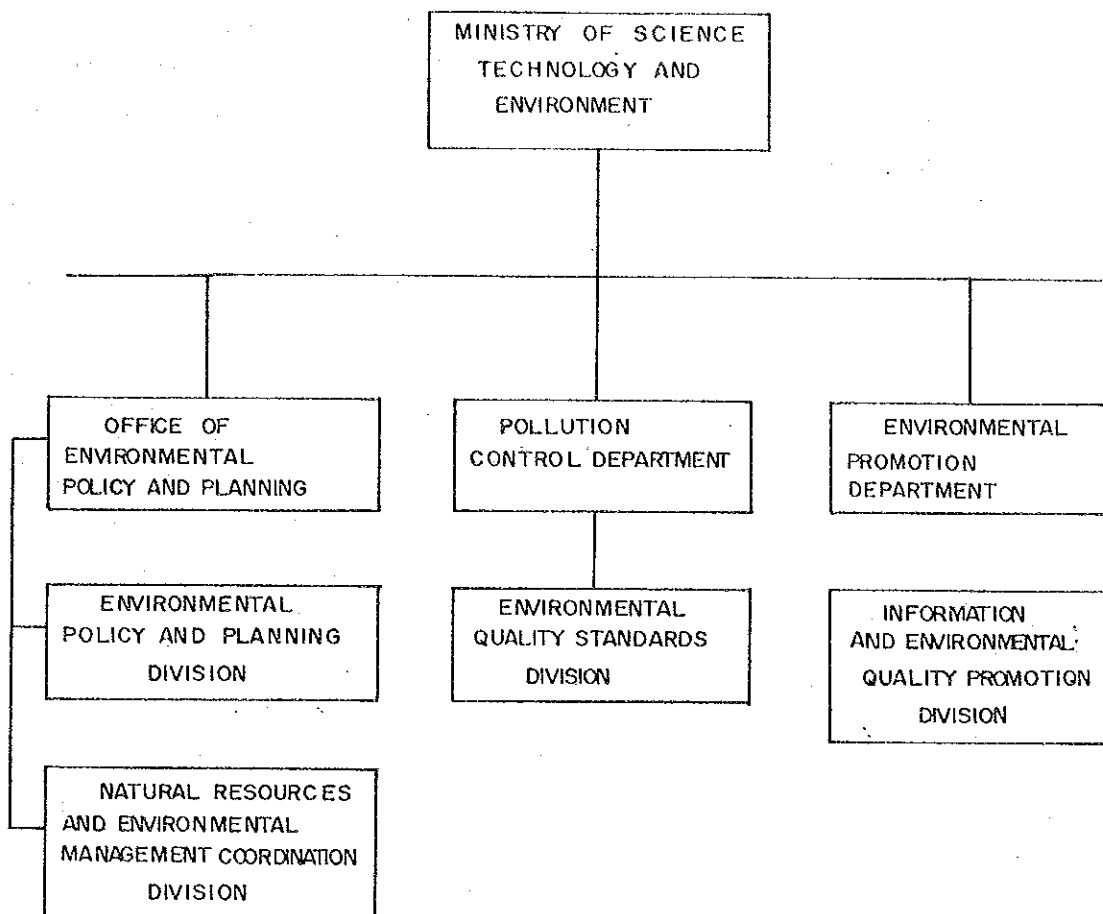 MINISTRY OF SCIENCE
TECHNOLOGY AND
ENVIRONMENT
OFFICE OF
ENVIRONMENTAL
POLICY AND PLANNING
POLLUTION
CONTROL DEPARTMENT
ENVIRONMENTAL
PROMOTION
DEPARTMENT
ENVIRONMENTAL
POLICY AND PLANNING
DIVISION
ENVIRONMENTAL
QUALITY STANDARDS
DIVISION
INFORMATION
AND ENVIRONMENTAL
QUALITY PROMOTION
DIVISION
NATURAL RESOURCES
AND ENVIRONMENTAL
MANAGEMENT COORDINATION
DIVISION